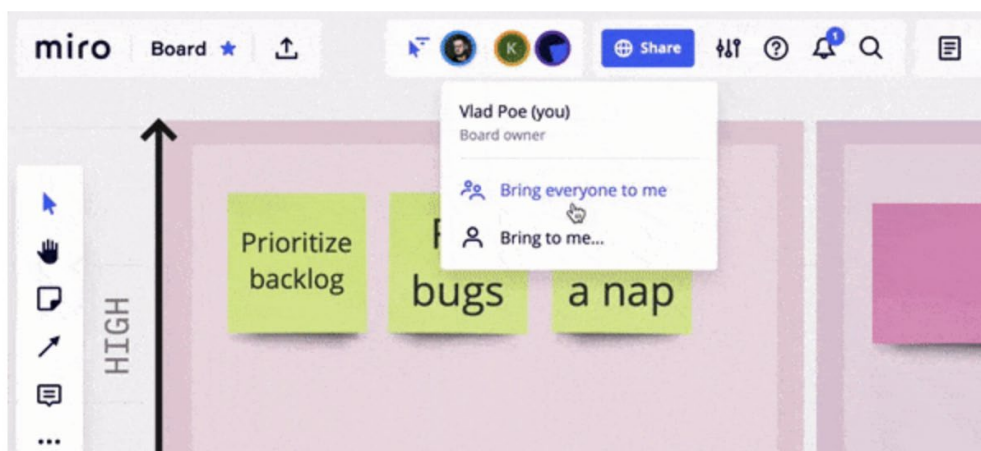 miro
Board
K
Share
1
Vlad Poe (you)
Board owner
Bring everyone to me
Bring to me...
Prioritize
backlog
bugs
a nap
HIGH